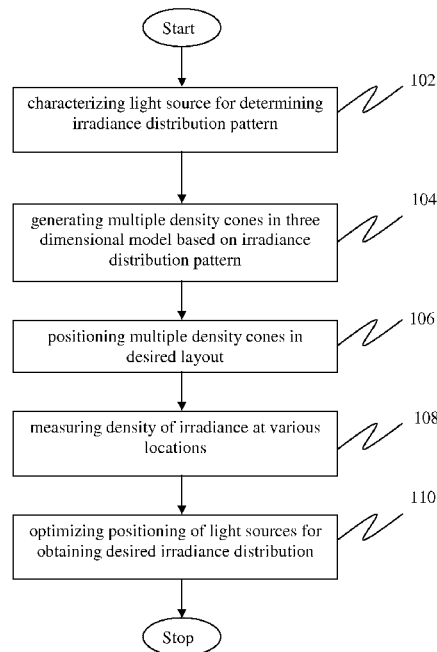 Start
characterizing light source for determining
irradiance distribution pattern
102
generating multiple density cones in three
dimensional model based on irradiance
distribution pattern
104
positioning multiple density cones in
desired layout
106
measuring density of irradiance at various
locations
108
optimizing positioning of light sources for
obtaining desired irradiance distribution
110
Stop